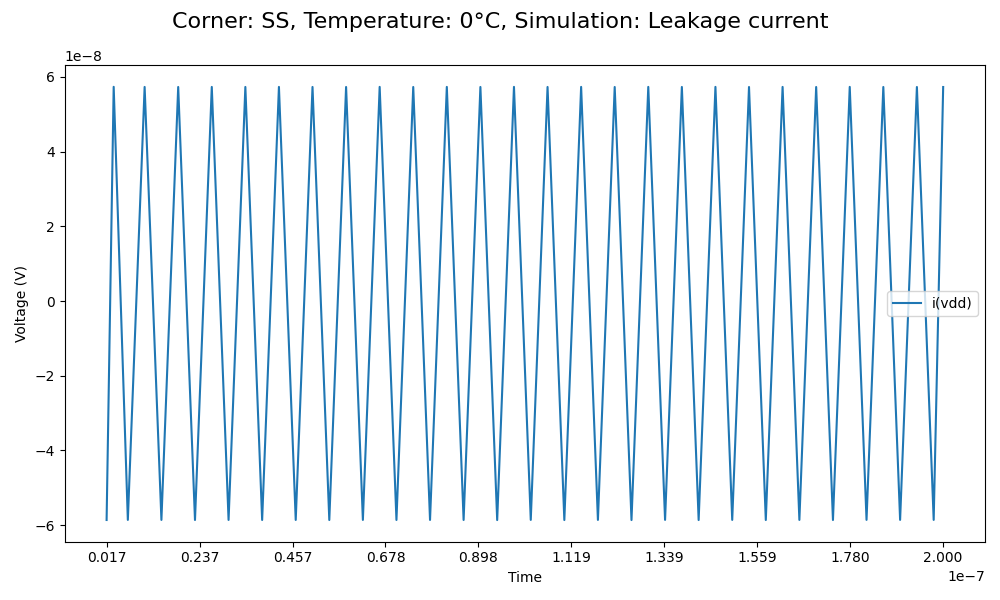 Corner: SS, Temperature: 0°C, Simulation: Leakage current
1e−8
6
4
2
0
−2
−4
−6
Voltage (V)
i(vdd)
0.017 0.237 0.457 0.678 0.898 1.119 1.339 1.559 1.780 2.000
Time
1e−7